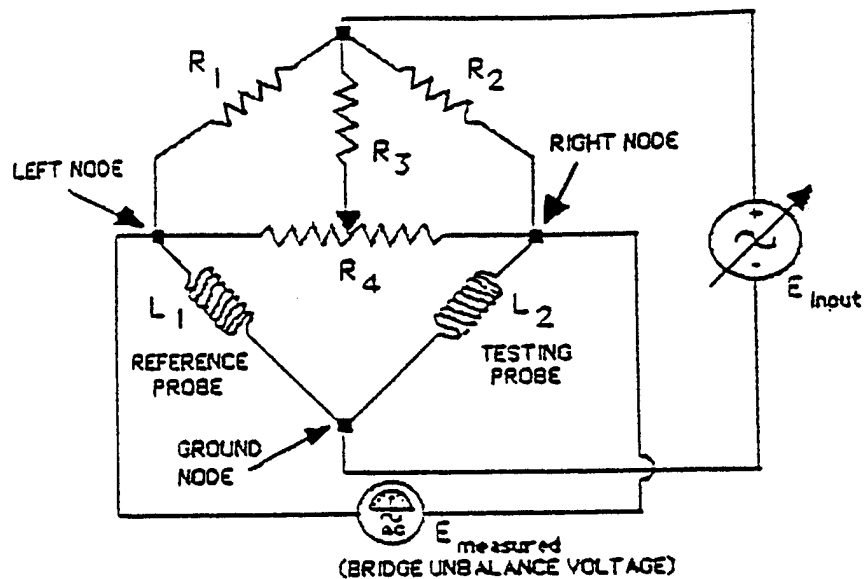 R1
R2
R3
LEFT NODE
RIGHT NODE
+
-
E input
R4
L1
L2
REFERENCE
PROBE
TESTING
PROBE
GROUND
NODE
AC
E measured
(BRIDGE UNBALANCE VOLTAGE)